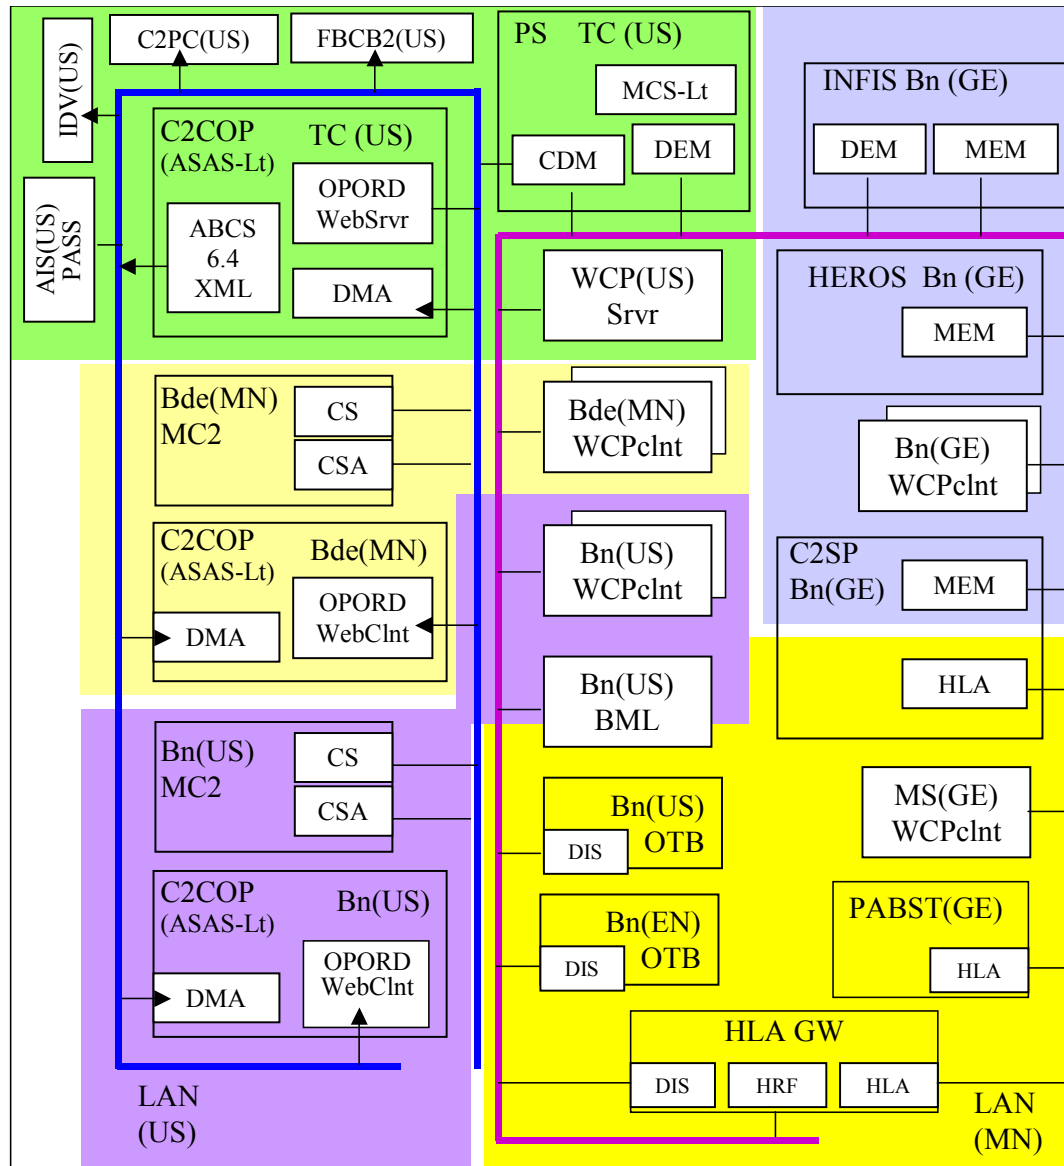 C2PC(US)
FBCB2(US)
IDV(US)
AIS(US)
PASS
C2COP
(ASAS-Lt)
TC (US)
OPORD
WebSrvr
ABCS
6.4
XML
DMA
PS TC (US)
MCS-Lt
CDM
DEM
WCP(US)
Srvr
INFIS Bn (GE)
DEM
MEM
HEROS Bn (GE)
MEM
Bn(GE)
WCPclnt
C2SP
Bn(GE)
MEM
HLA
Bde(MN)
MC2
CS
CSA
C2COP
(ASAS-Lt)
Bde(MN)
OPORD
WebClnt
DMA
Bde(MN)
WCPclnt
Bn(US)
WCPclnt
Bn(US)
BML
Bn(US)
MC2
CS
CSA
C2COP
(ASAS-Lt)
Bn(US)
OPORD
WebClnt
DMA
LAN
(US)
Bn(US)
OTB
DIS
Bn(EN)
OTB
DIS
MS(GE)
WCPclnt
PABST(GE)
HLA
HLA GW
DIS
HRF
HLA
LAN
(MN)